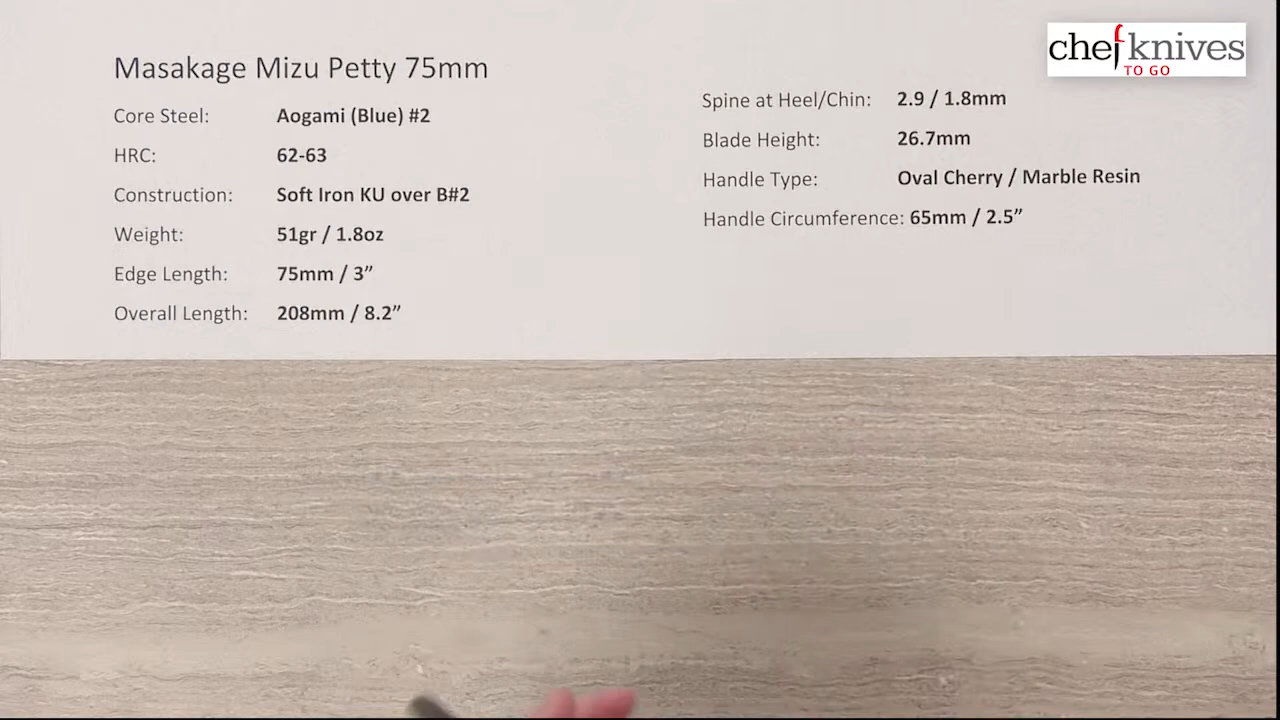 Masakage Mizu Petty 75mm
Core Steel: Aogami (Blue) #2
HRC: 62-63
Construction: Soft Iron KU over B#2
Weight: 51gr / 1.8oz
Edge Length: 75mm / 3”
Overall Length: 208mm / 8.2”
Spine at Heel/Chin: 2.9 / 1.8mm
Blade Height: 26.7mm
Handle Type: Oval Cherry / Marble Resin
Handle Circumference: 65mm / 2.5”
chefknives
TO GO